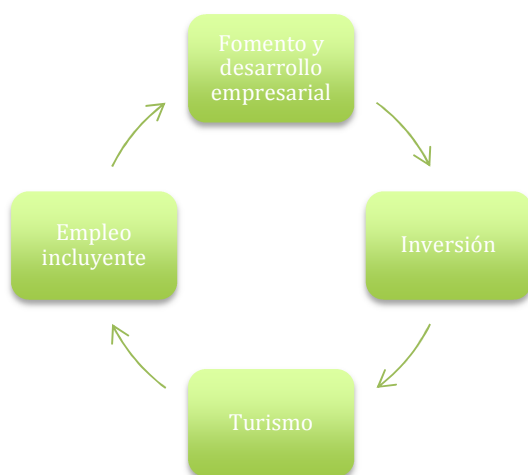 Fomento y
desarrollo
empresarial
Empleo
incluyente
Inversión
Turismo